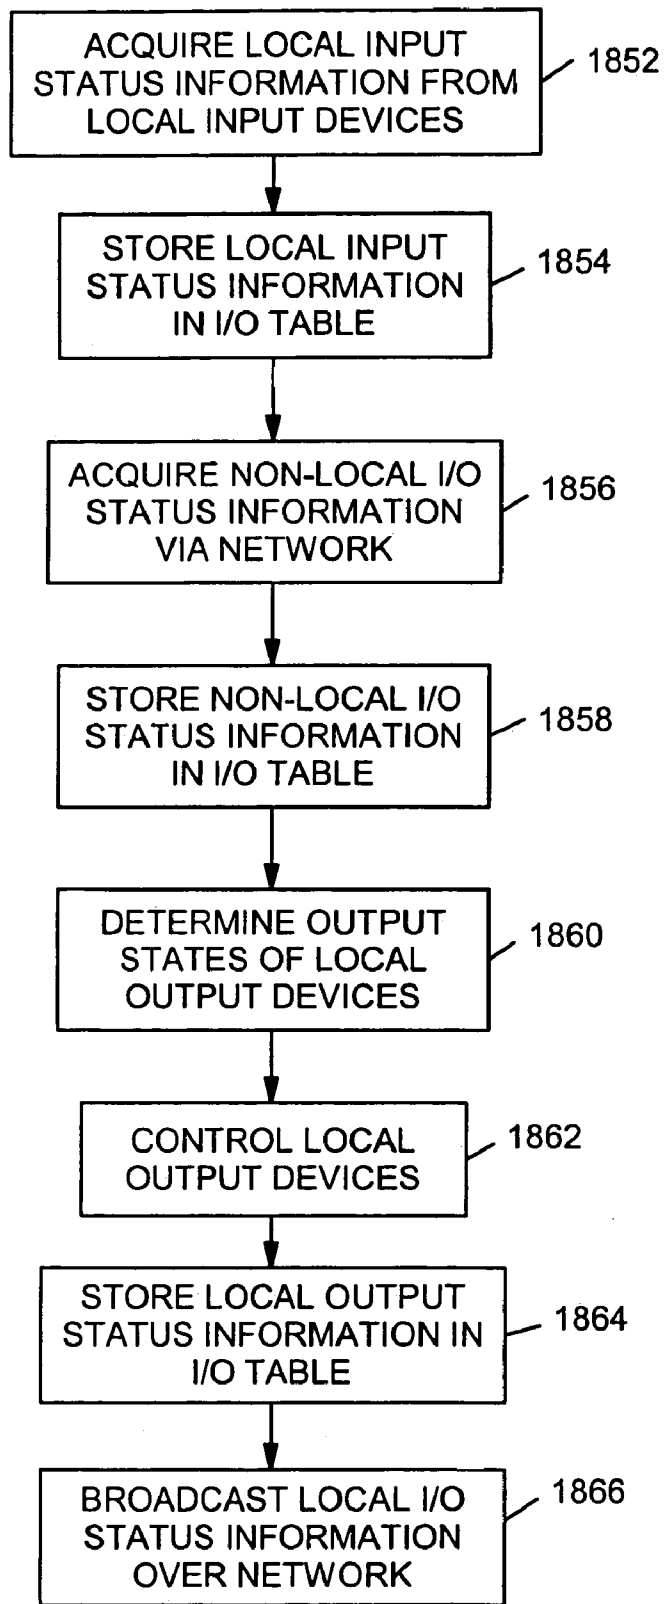 ACQUIRE LOCAL INPUT
STATUS INFORMATION FROM
LOCAL INPUT DEVICES
1852
STORE LOCAL INPUT
STATUS INFORMATION
IN I/O TABLE
1854
ACQUIRE NON-LOCAL I/O
STATUS INFORMATION
VIA NETWORK
1856
STORE NON-LOCAL I/O
STATUS INFORMATION
IN I/O TABLE
1858
DETERMINE OUTPUT
STATES OF LOCAL
OUTPUT DEVICES
1860
CONTROL LOCAL
OUTPUT DEVICES
1862
STORE LOCAL OUTPUT
STATUS INFORMATION IN
I/O TABLE
1864
BROADCAST LOCAL I/O
STATUS INFORMATION
OVER NETWORK
1866